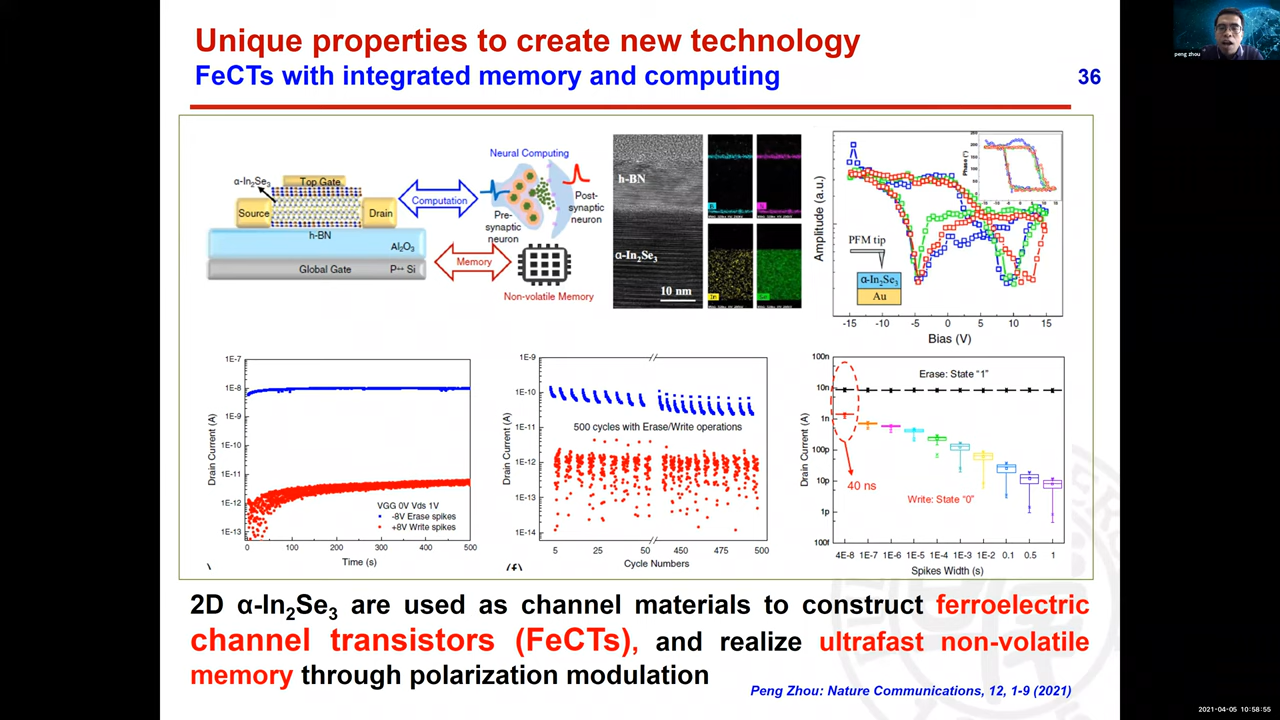 Unique properties to create new technology
FeCTs with integrated memory and computing
36
peng zhou
α-In2Se3
Top Gate
Source
Drain
h-BN
Al2O3
Global Gate
P++ Si
Computation
Memory
Neural Computing
Pre-
synaptic
neuron
Post-
synaptic
neuron
Non-volatile Memory
h-BN
α-In2Se3
10 nm
Amplitude (a.u.)
Phase (°)
PFM tip
α-In2Se3
Au
-15 -10 -5 0 5 10 15
Bias (V)
1E-7
1E-8
1E-9
1E-10
1E-11
1E-12
1E-13
Drain Current (A)
VGG 0V Vds 1V
-8V Erase spikes
+8V Write spikes
0 100 200 300 400 500
Time (s)
1E-9
1E-10
1E-11
1E-12
1E-13
1E-14
Drain Current (A)
500 cycles with Erase/Write operations
5 25 50 450 475 500
Cycle Numbers
(f)
100n
10n
1n
100p
10p
1p
100f
Drain Current (A)
Erase: State “1”
40 ns
Write: State “0”
4E-8 1E-7 1E-6 1E-5 1E-4 1E-3 1E-2 0.1 0.5 1
Spikes Width (s)
2D α-In2Se3 are used as channel materials to construct ferroelectric
channel transistors (FeCTs), and realize ultrafast non-volatile
memory through polarization modulation
Peng Zhou: Nature Communications, 12, 1-9 (2021)
2021-04-05 10:58:55